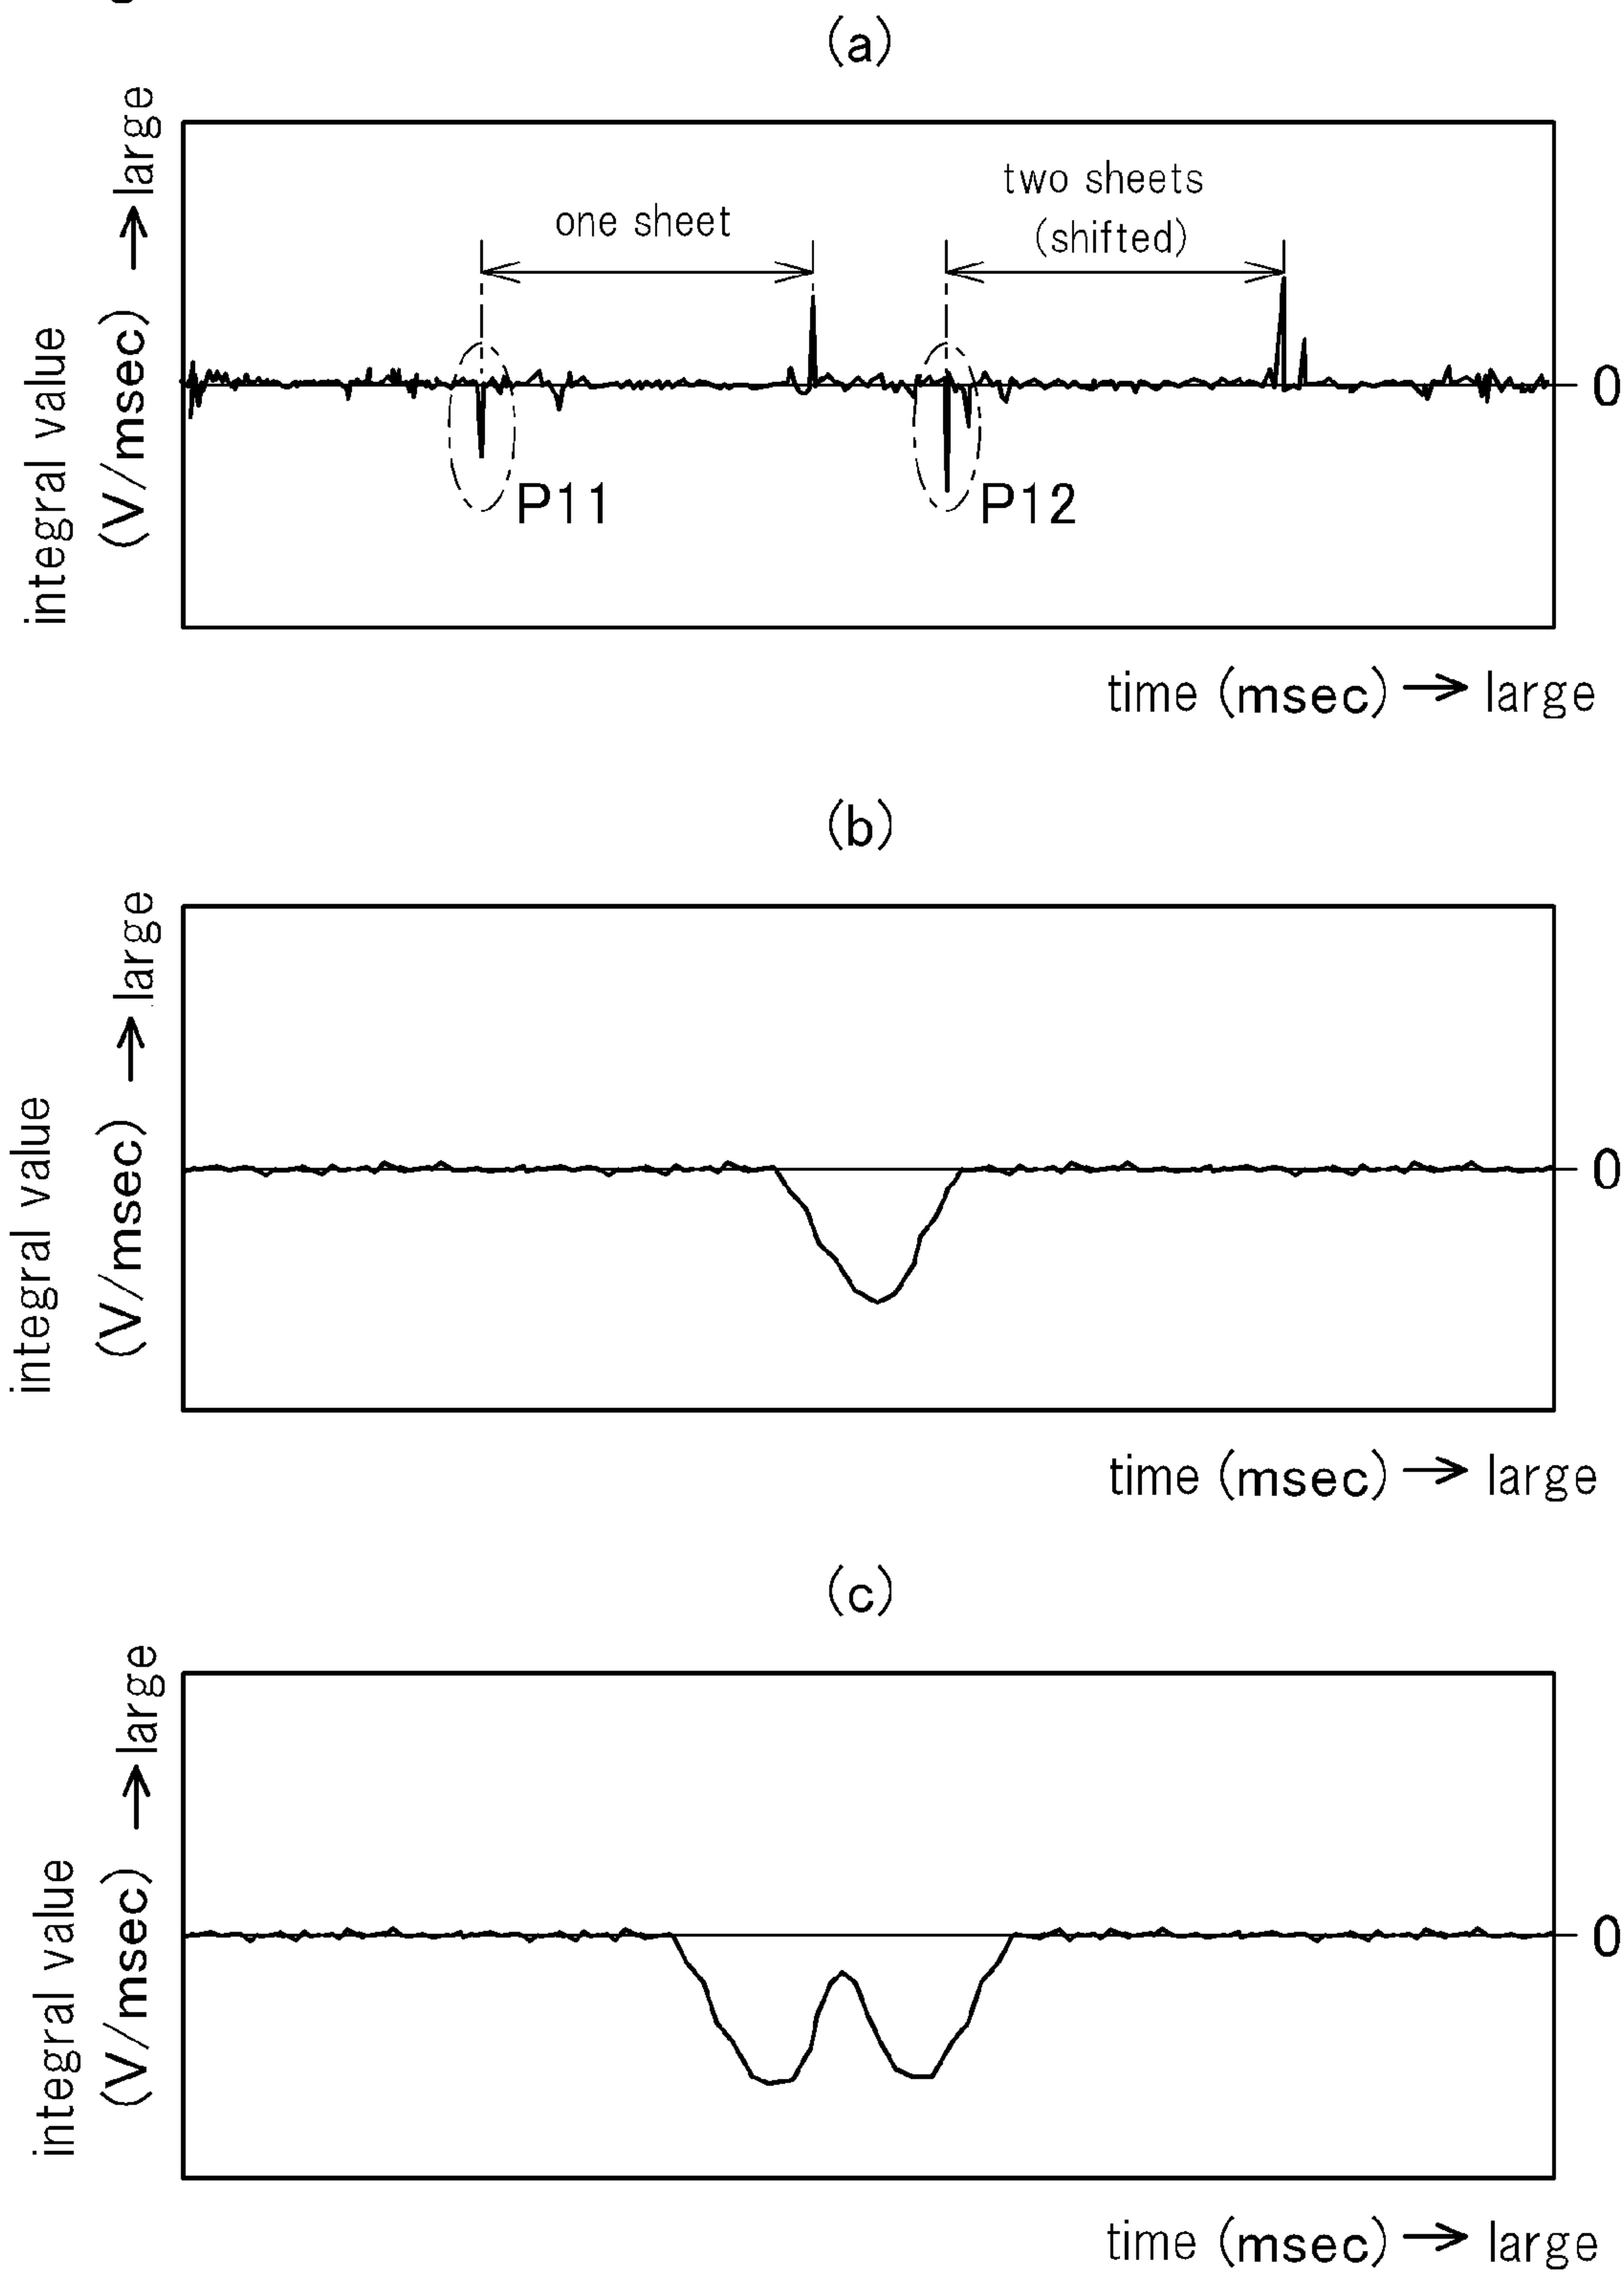 (a)
integral value
(V/msec) → large
one sheet
two sheets
(shifted)
0
P11
P12
time (msec) → large
(b)
integral value
(V/msec) → large
0
time (msec) → large
(c)
integral value
(V/msec) → large
0
time (msec) → large